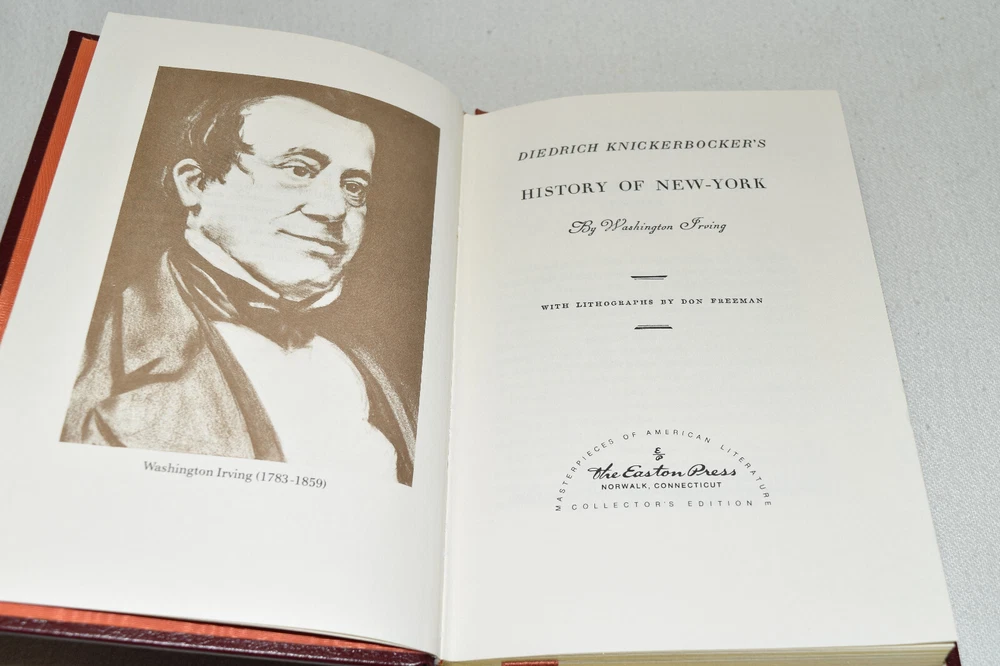 Washington Irving (1783-1859)
DIEDRICH KNICKERBOCKER'S
HISTORY OF NEW-YORK
By Washington Irving
WITH LITHOGRAPHS BY DON FREEMAN
MASTERPIECES OF AMERICAN LITERATURE
E
P
The Easton Press
NORWALK, CONNECTICUT
COLLECTOR'S EDITION